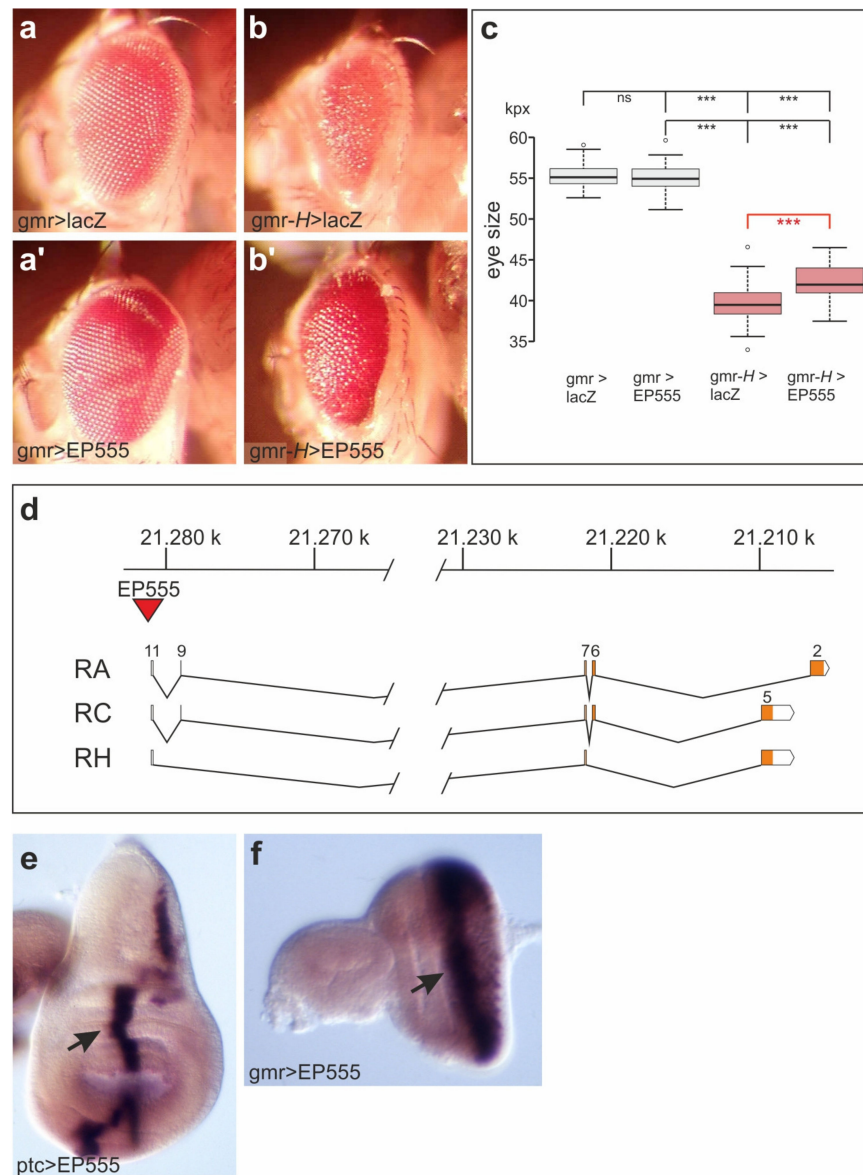 a
gmr>lacZ
b
gmr-H>lacZ
a'
gmr>EP555
b'
gmr-H>EP555
c
ns *** ***
*** ***
kpx
60
55
50
45
40
35
eye size
***
gmr > lacZ
gmr > EP555
gmr-H > lacZ
gmr-H > EP555
d
21.280 k 21.270 k 21.230 k 21.220 k 21.210 k
EP555
11 9 76 2
RA
5
RC
RH
e
ptc>EP555
f
gmr>EP555